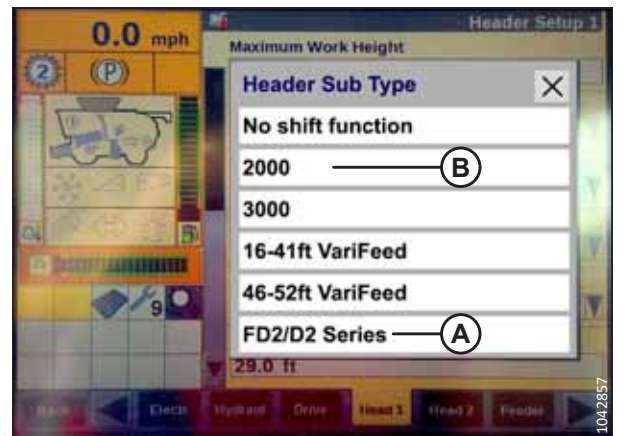 0.0 mph
Header Setup 1
Maximum Work Height
2
P
Header Sub Type
No shift function
2000
B
3000
16-41ft VariFeed
46-52ft VariFeed
9
FD2/D2 Series
A
29.0 ft
Back
Electr
Hydraul
Drive
Head 1
Head 2
Feeder
1042857